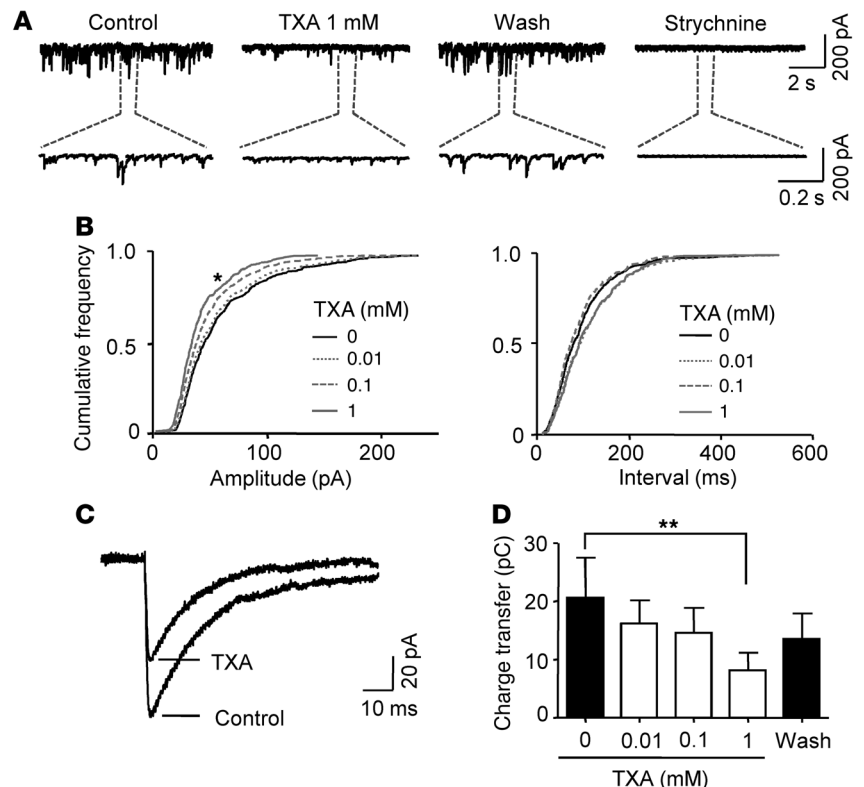 A
Control
TXA 1 mM
Wash
Strychnine
200 pA
2 s
200 pA
0.2 s
B
Cumulative frequency
1.0
0.5
0
*
TXA (mM)
0
0.01
0.1
1
0
100
200
Amplitude (pA)
1.0
0.5
0
TXA (mM)
0
0.01
0.1
1
0
200
400
600
Interval (ms)
C
TXA
Control
20 pA
10 ms
D
**
Charge transfer (pC)
30
20
10
0
0
0.01
0.1
1
Wash
TXA (mM)